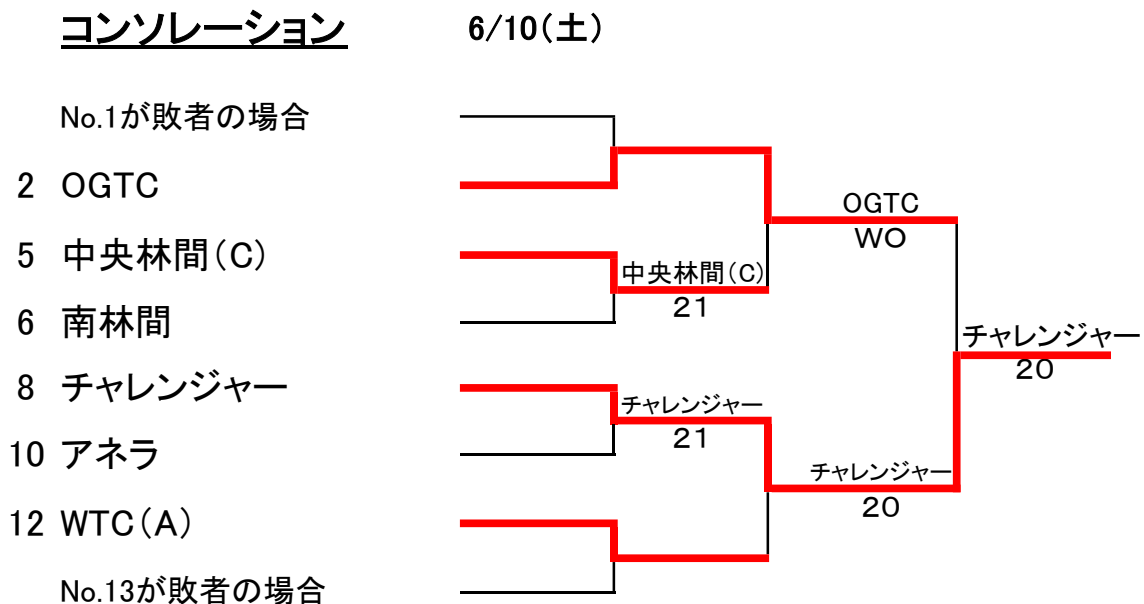 コンソレーション 6/10(土)
No.1が敗者の場合
2 OGTC
OGTC
WO
5 中央林間(C)
中央林間(C)
21
6 南林間
チャレンジャー
20
8 チャレンジャー
チャレンジャー
21
10 アネラ
チャレンジャー
20
12 WTC(A)
No.13が敗者の場合